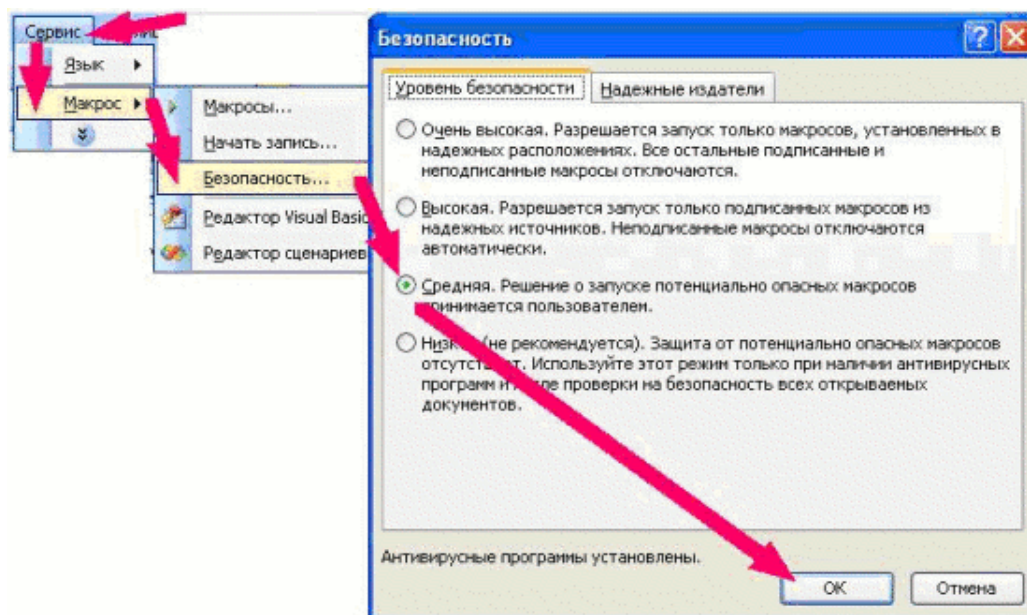 Сервис
Язык
Макрос
Макросы...
Начать запись...
Безопасность...
Редактор Visual Basic
Редактор сценариев
Безопасность
Уровень безопасности
Надежные издатели
Очень высокая. Разрешается запуск только макросов, установленных в
надежных расположениях. Все остальные подписанные и
неподписанные макросы отключаются.
Высокая. Разрешается запуск только подписанных макросов из
надежных источников. Неподписанные макросы отключаются
автоматически.
Средняя. Решение о запуске потенциально опасных макросов
принимается пользователем.
Низкая (не рекомендуется). Защита от потенциально опасных макросов
отсутствует. Используйте этот режим только при наличии антивирусных
программ и после проверки на безопасность всех открываемых
документов.
Антивирусные программы установлены.
OK
Отмена